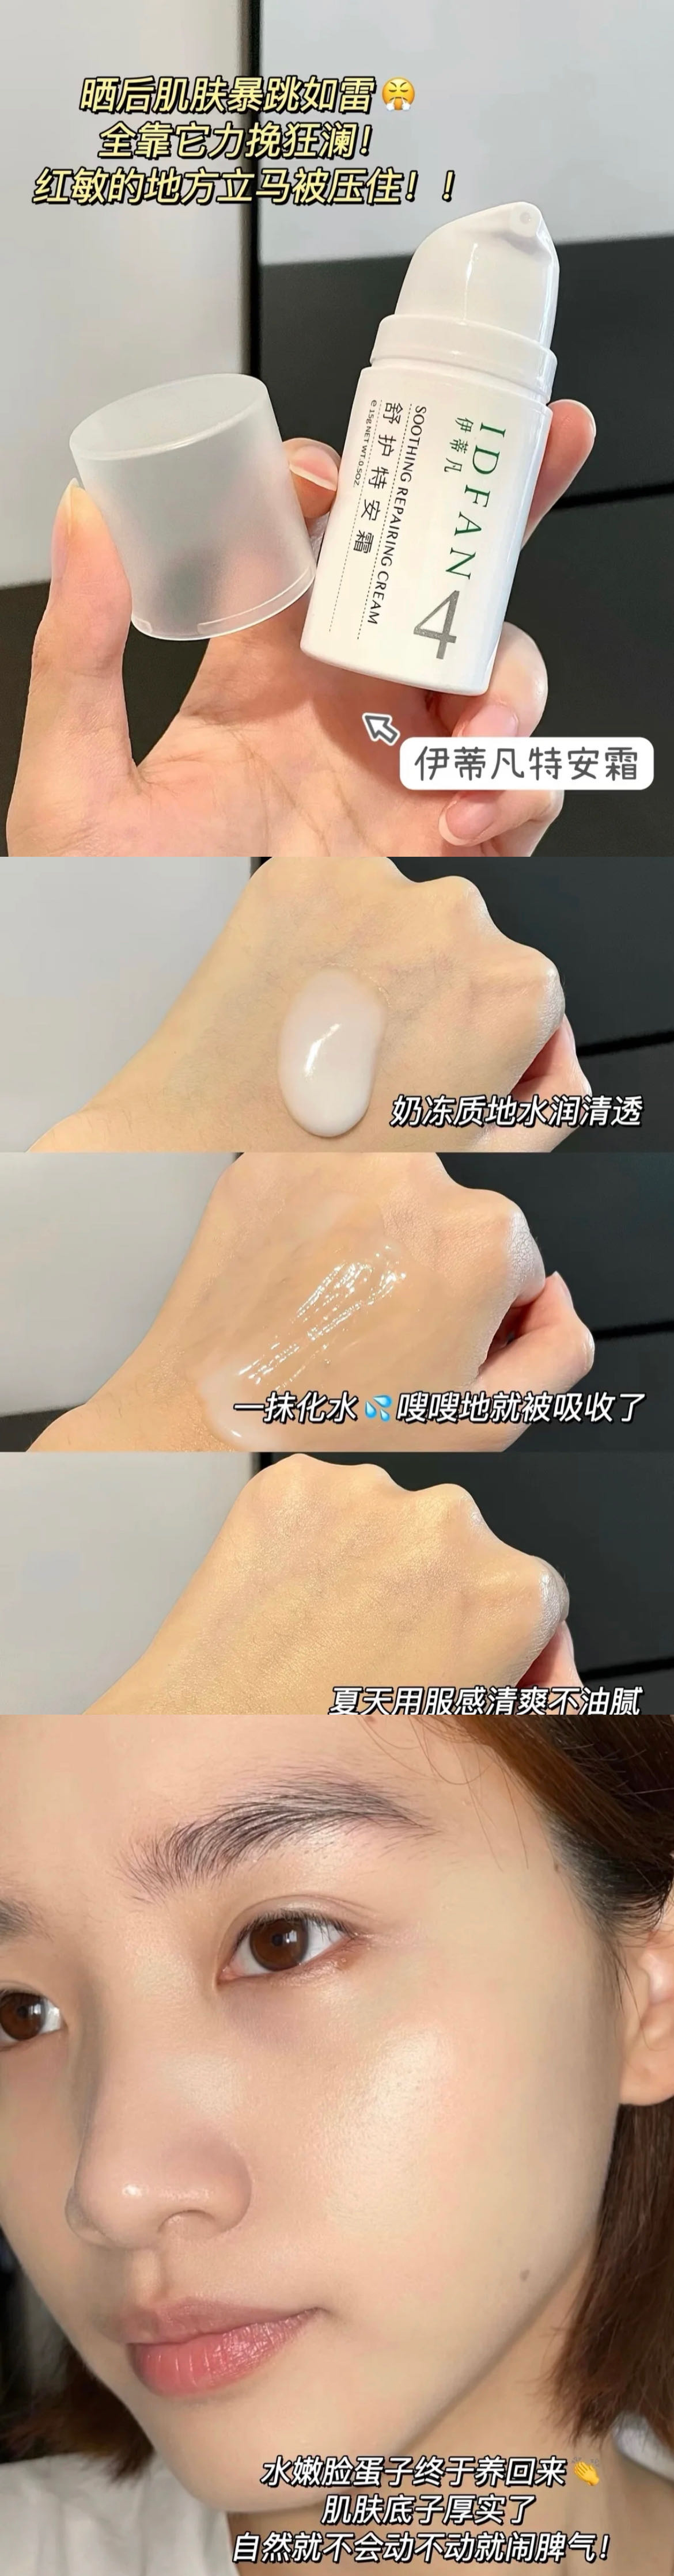 晒后肌肤暴跳如雷😤
全靠它力挽狂澜!
红敏的地方立马被压住!!
IDFAN 4
伊蒂凡
SOOTHING REPAIRING CREAM
舒护特安霜
e 15g NET WT. 0.5OZ.
伊蒂凡特安霜
奶冻质地水润清透
一抹化水💦嗖嗖地就被吸收了
夏天用服感清爽不油腻
水嫩脸蛋子终于养回来👏
肌肤底子厚实了
自然就不会动不动就闹脾气!